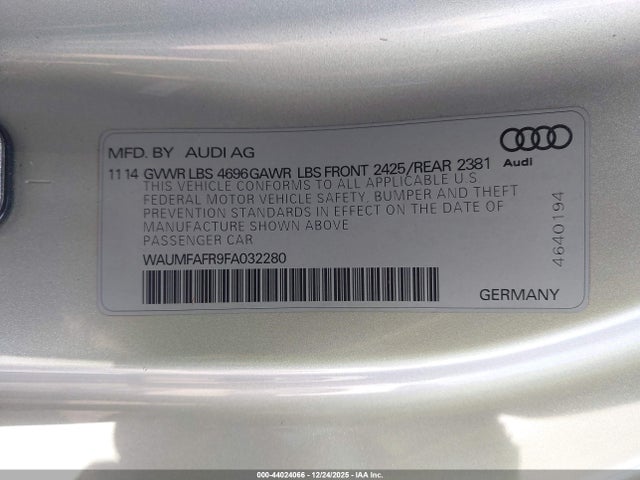 MFD. BY AUDI AG
Audi
11 14 GVWR LBS 4696 GAWR LBS FRONT 2425/REAR 2381
THIS VEHICLE CONFORMS TO ALL APPLICABLE U.S
FEDERAL MOTOR VEHICLE SAFETY, BUMPER AND THEFT
PREVENTION STANDARDS IN EFFECT ON THE DATE OF
MANUFACTURE SHOWN ABOVE
PASSENGER CAR
WAUMFAFR9FA032280
4640194
GERMANY
000-44024066 - 12/24/2025 - IAAI.COM